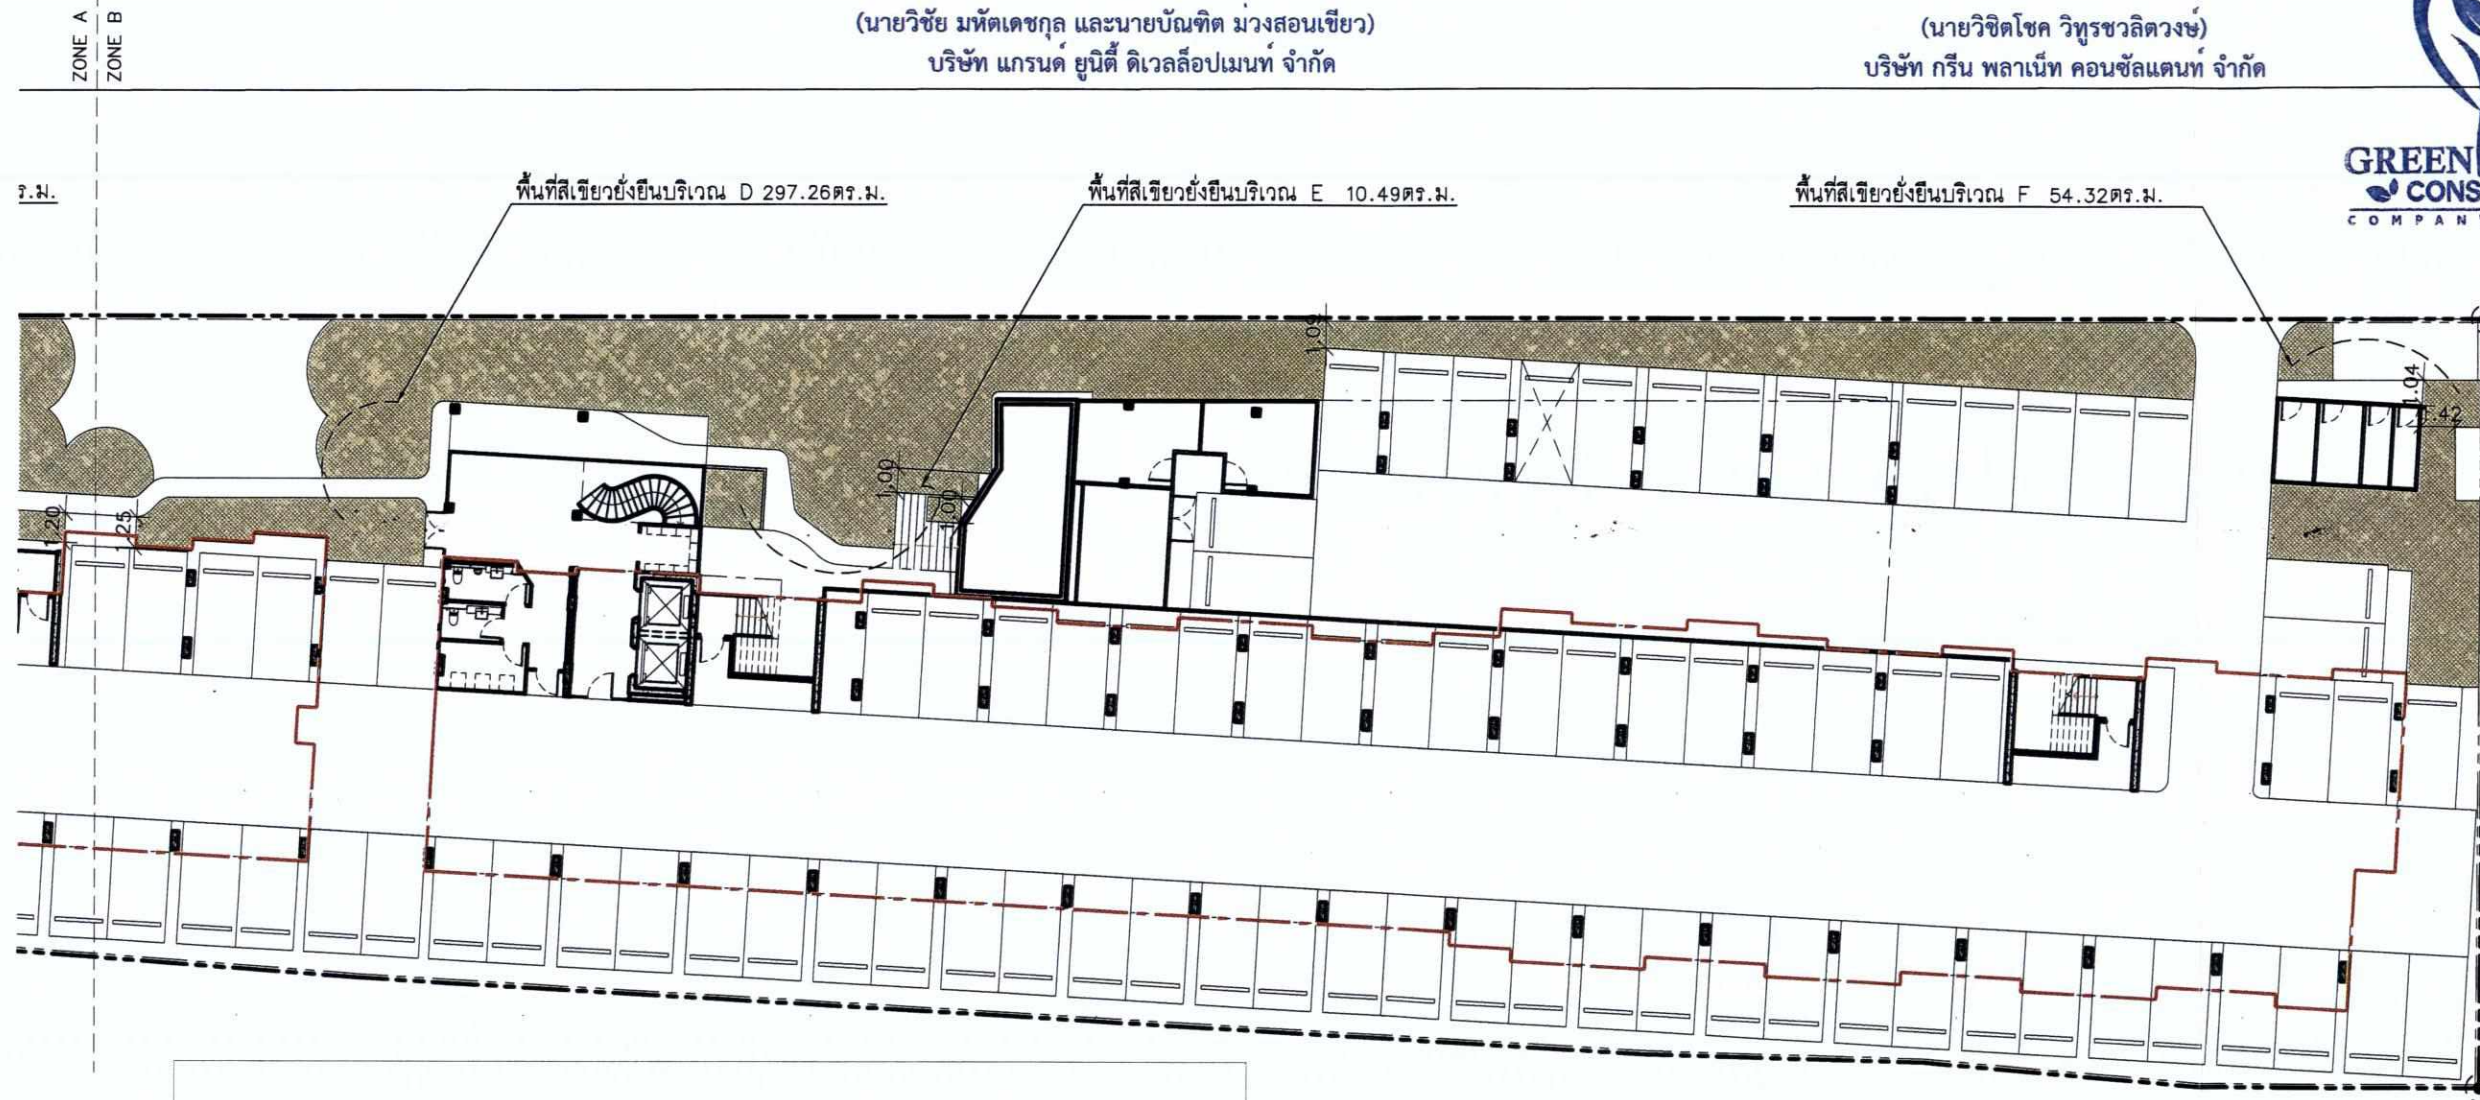 ZONE A
ZONE B
(นายวิชัย มหัตเดชกุล และนายบัณฑิต ม่วงสอนเขียว)
บริษัท แกรนด์ ยูนิตี้ ดิเวลล็อปเมนท์ จำกัด
(นายวิชิตโชค วิทูรชวลิตวงษ์)
บริษัท กรีน พลาเน็ท คอนซัลแตนท์ จำกัด
GREEN
CONS
COMPAN
ร.ม.
พื้นที่สีเขียวยั่งยืนบริเวณ D 297.26ตร.ม.
พื้นที่สีเขียวยั่งยืนบริเวณ E 10.49ตร.ม.
พื้นที่สีเขียวยั่งยืนบริเวณ F 54.32ตร.ม.
1.09
1.04
1.42
1.00
1.00
1.20
1.25